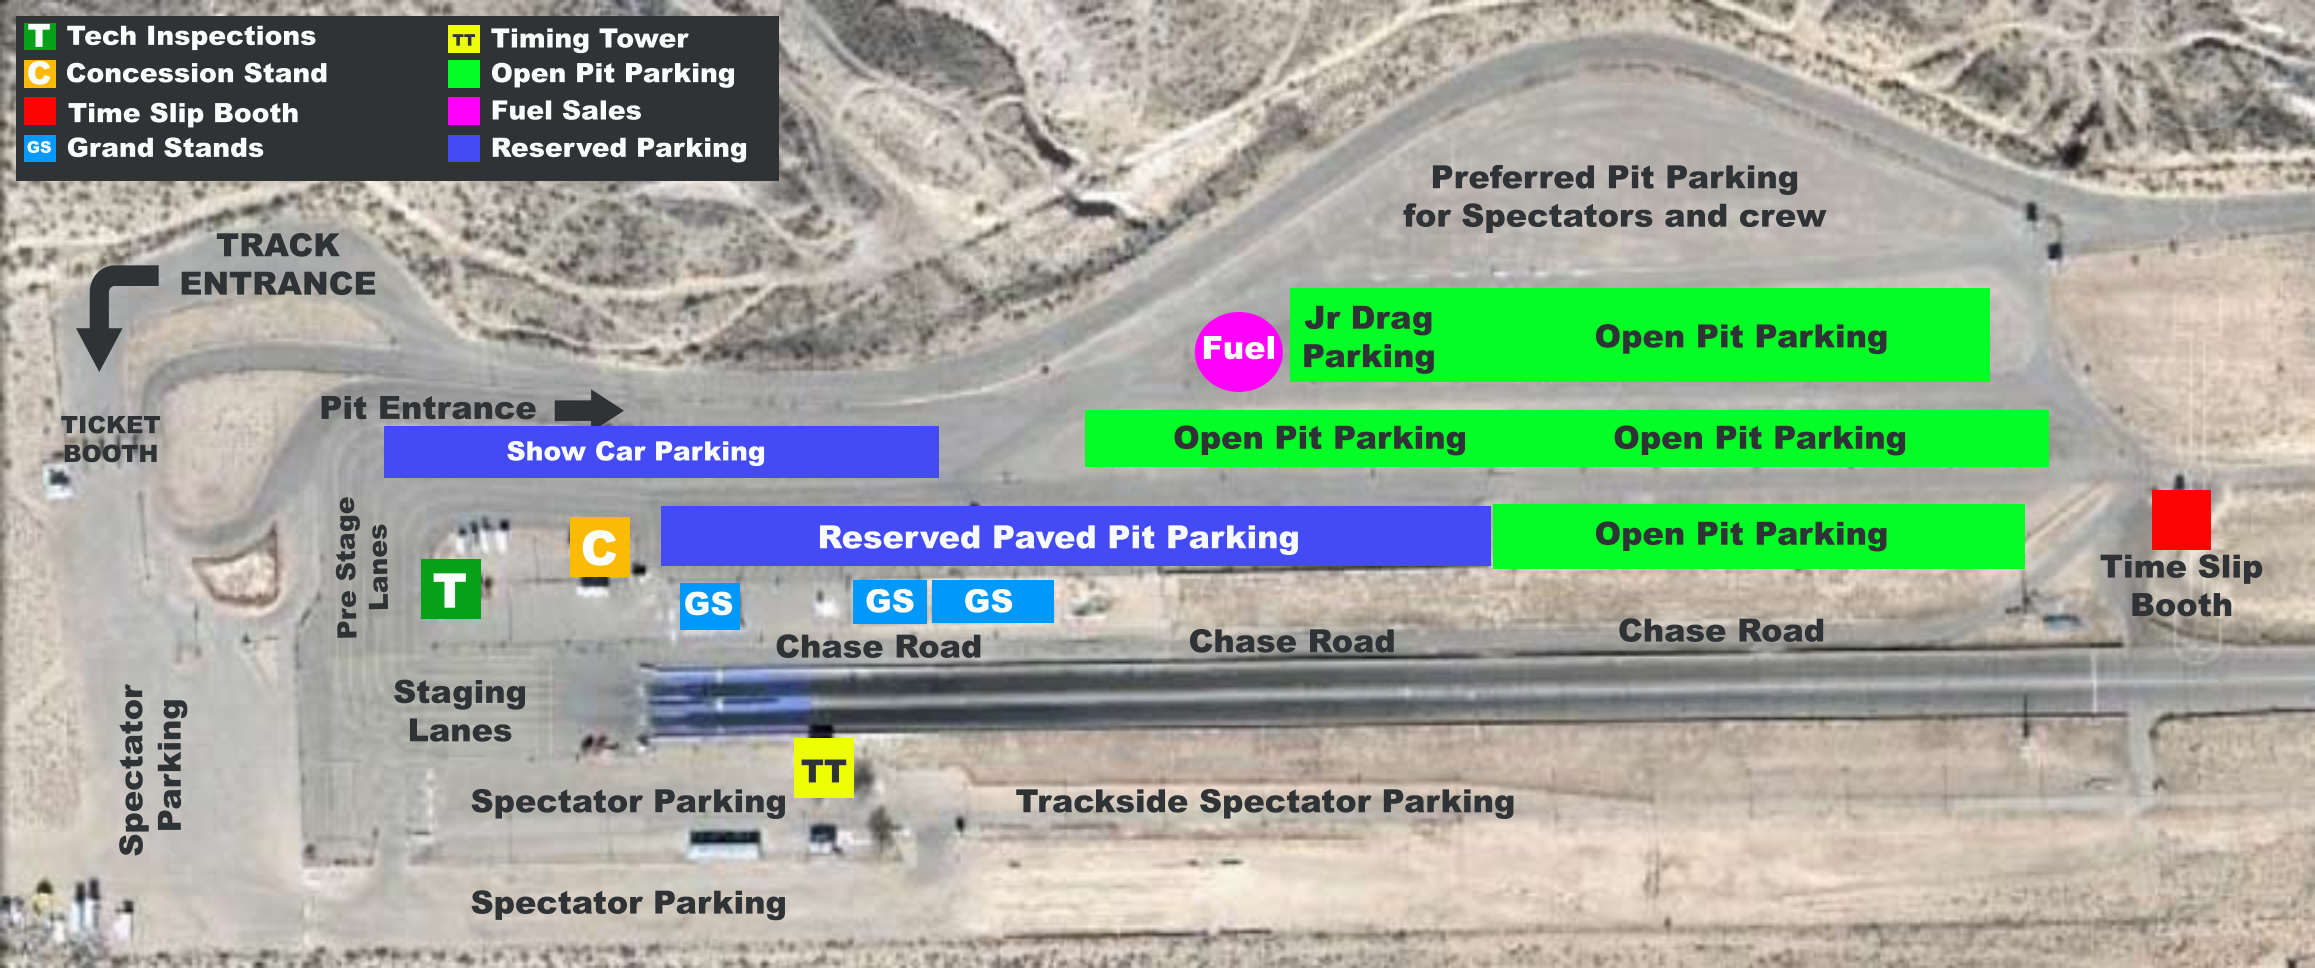 T Tech Inspections
C Concession Stand
Time Slip Booth
GS Grand Stands
TT Timing Tower
Open Pit Parking
Fuel Sales
Reserved Parking
TRACK
ENTRANCE
TICKET
BOOTH
Pit Entrance
Show Car Parking
Preferred Pit Parking
for Spectators and crew
Fuel
Jr Drag
Parking
Open Pit Parking
Open Pit Parking
Open Pit Parking
Pre Stage
Lanes
T
C
Reserved Paved Pit Parking
Open Pit Parking
GS
GS
GS
Time Slip
Booth
Chase Road
Chase Road
Chase Road
Staging
Lanes
Spectator
Parking
TT
Spectator Parking
Trackside Spectator Parking
Spectator Parking